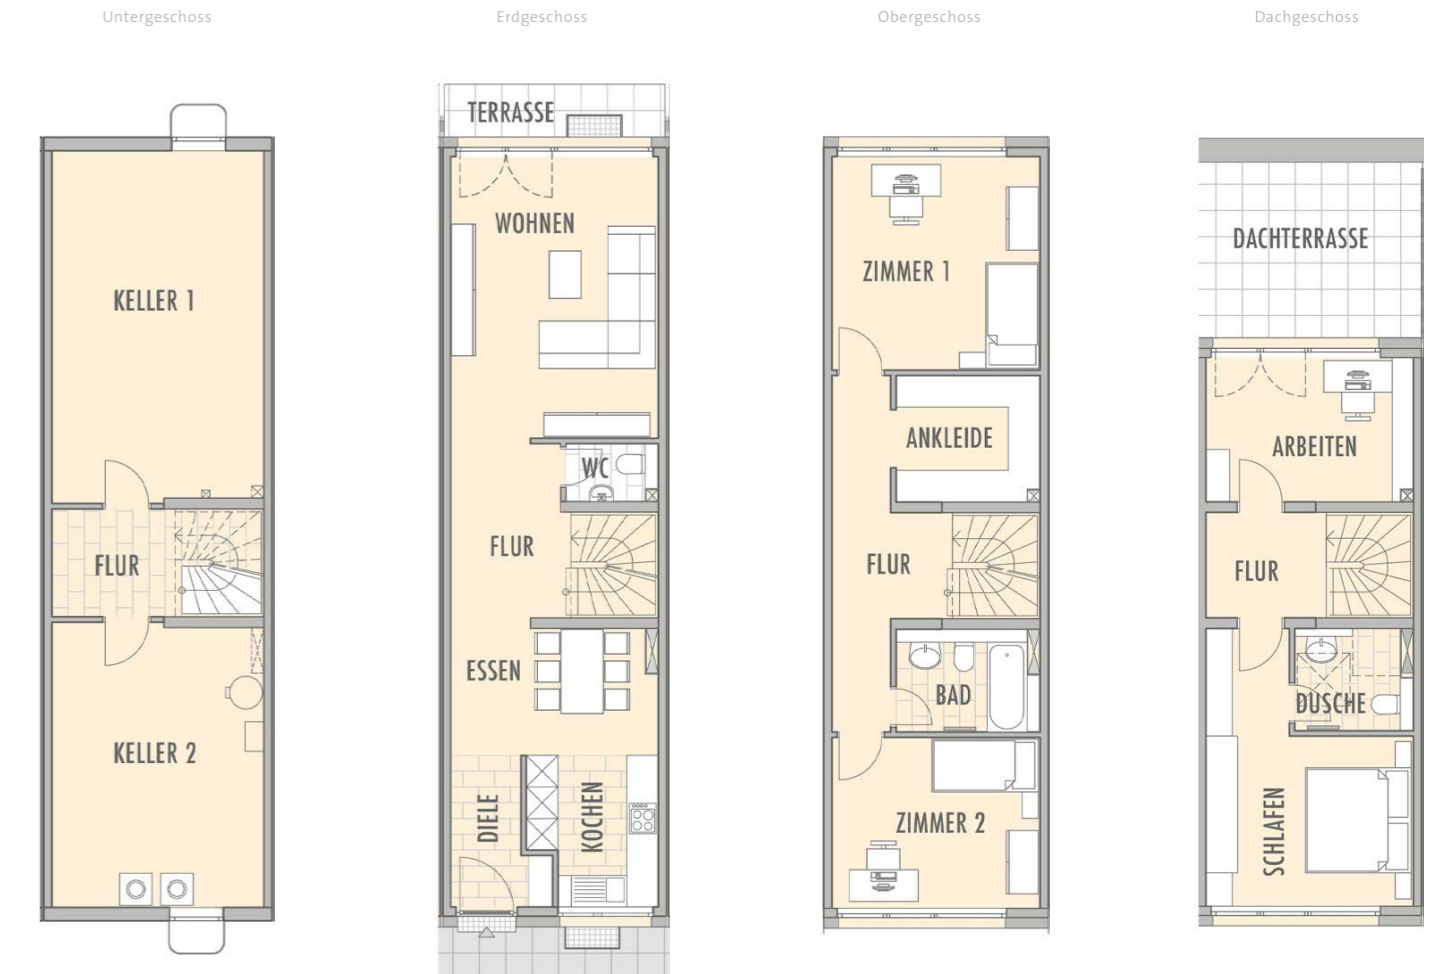 Untergeschoss
Erdgeschoss
Obergeschoss
Dachgeschoss
KELLER 1
FLUR
KELLER 2
TERRASSE
WOHNEN
WC
FLUR
ESSEN
DIELE
KOCHEN
ZIMMER 1
ANKLEIDE
FLUR
BAD
ZIMMER 2
DACHTERRASSE
ARBEITEN
FLUR
DUSCHE
SCHLAFEN